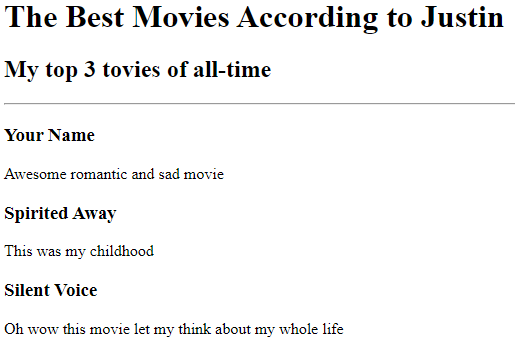 The Best Movies According to Justin
My top 3 tovies of all-time
Your Name
Awesome romantic and sad movie
Spirited Away
This was my childhood
Silent Voice
Oh wow this movie let my think about my whole life